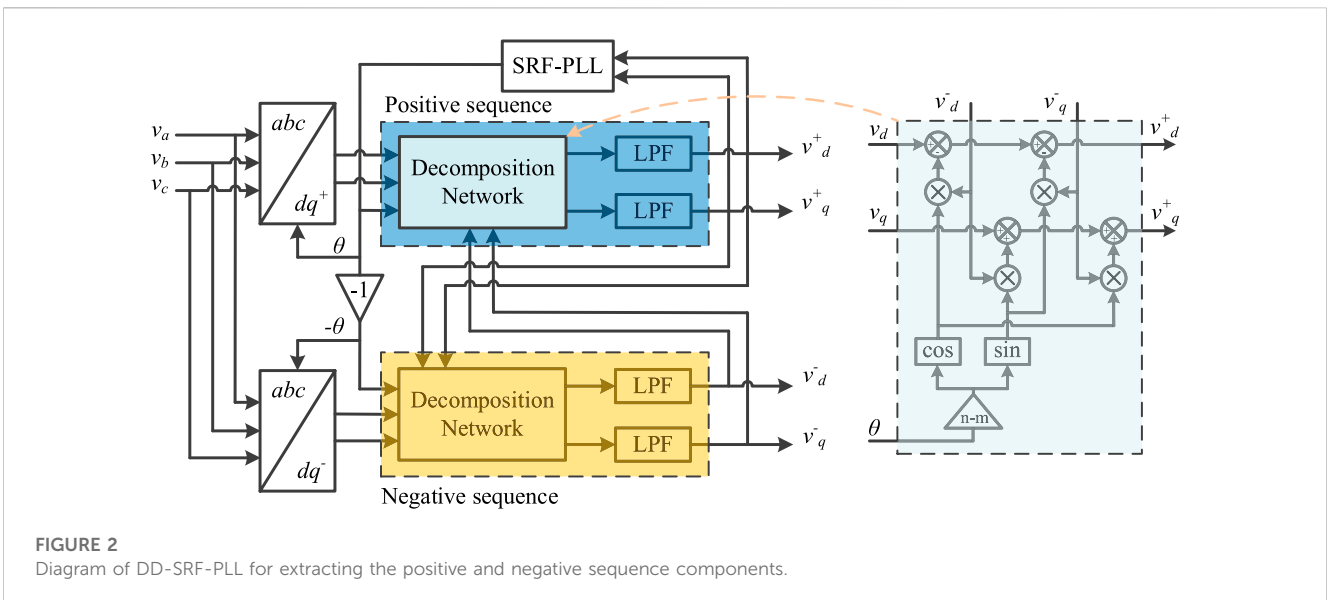 SRF-PLL
Positive sequence
v_a
v_b
v_c
abc
dq⁺
Decomposition
Network
LPF
LPF
v⁺_d
v⁺_q
θ
-1
-θ
abc
dq⁻
Decomposition
Network
LPF
LPF
v⁻_d
v⁻_q
Negative sequence
v⁻_d
v⁻_q
v_d
+
-
+
-
v⁺_d
×
×
v_q
+
+
+
+
v⁺_q
×
×
cos
sin
n-m
θ
FIGURE 2
Diagram of DD-SRF-PLL for extracting the positive and negative sequence components.